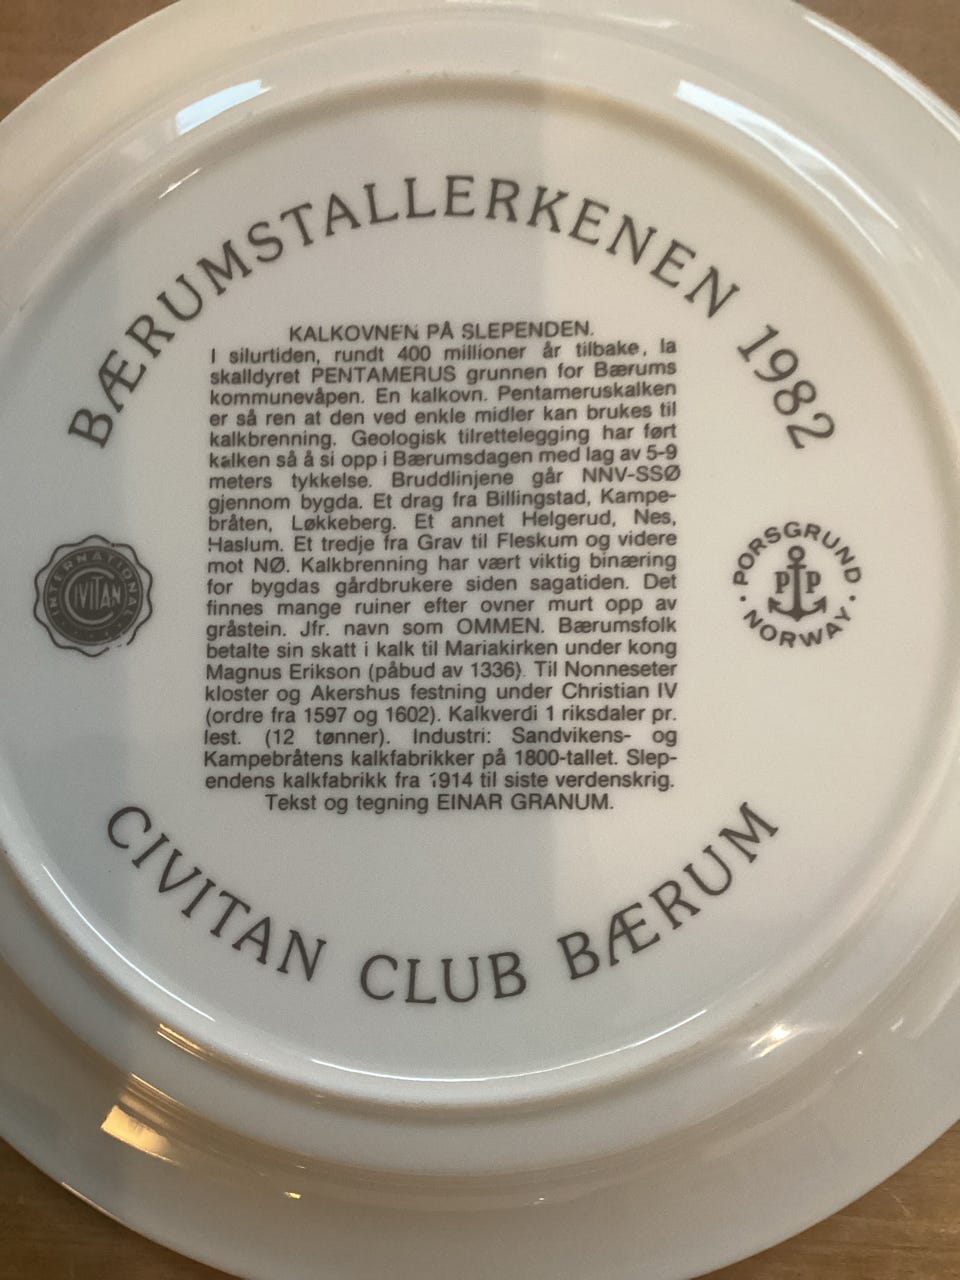 BÆRUMSTALLERKENEN 1982
KALKOVNEN PÅ SLEPENDEN.
I silurtiden, rundt 400 millioner år tilbake, la
skalldyret PENTAMERUS grunnen for Bærums
kommunevåpen. En kalkovn. Pentameruskalken
er så ren at den ved enkle midler kan brukes til
kalkbrenning. Geologisk tilrettelegging har ført
kalken så å si opp i Bærumsdagen med lag av 5-9
meters tykkelse. Bruddlinjene går NNV-SSØ
gjennom bygda. Et drag fra Billingstad, Kampe-
bråten, Løkkeberg. Et annet Helgerud, Nes,
Haslum. Et tredje fra Grav til Fleskum og videre
mot NØ. Kalkbrenning har vært viktig binæring
for bygdas gårdbrukere siden sagatiden. Det
finnes mange ruiner efter ovner murt opp av
gråstein. Jfr. navn som OMMEN. Bærumsfolk
betalte sin skatt i kalk til Mariakirken under kong
Magnus Erikson (påbud av 1336). Til Nonneseter
kloster og Akershus festning under Christian IV
(ordre fra 1597 og 1602). Kalkverdi 1 riksdaler pr.
lest. (12 tønner). Industri: Sandvikens- og
Kampebråtens kalkfabrikker på 1800-tallet. Slep-
endens kalkfabrikk fra 1914 til siste verdenskrig.
Tekst og tegning EINAR GRANUM.
INTERNATIONAL
CIVITAN
PORSGRUND
PP
NORWAY
CIVITAN CLUB BÆRUM